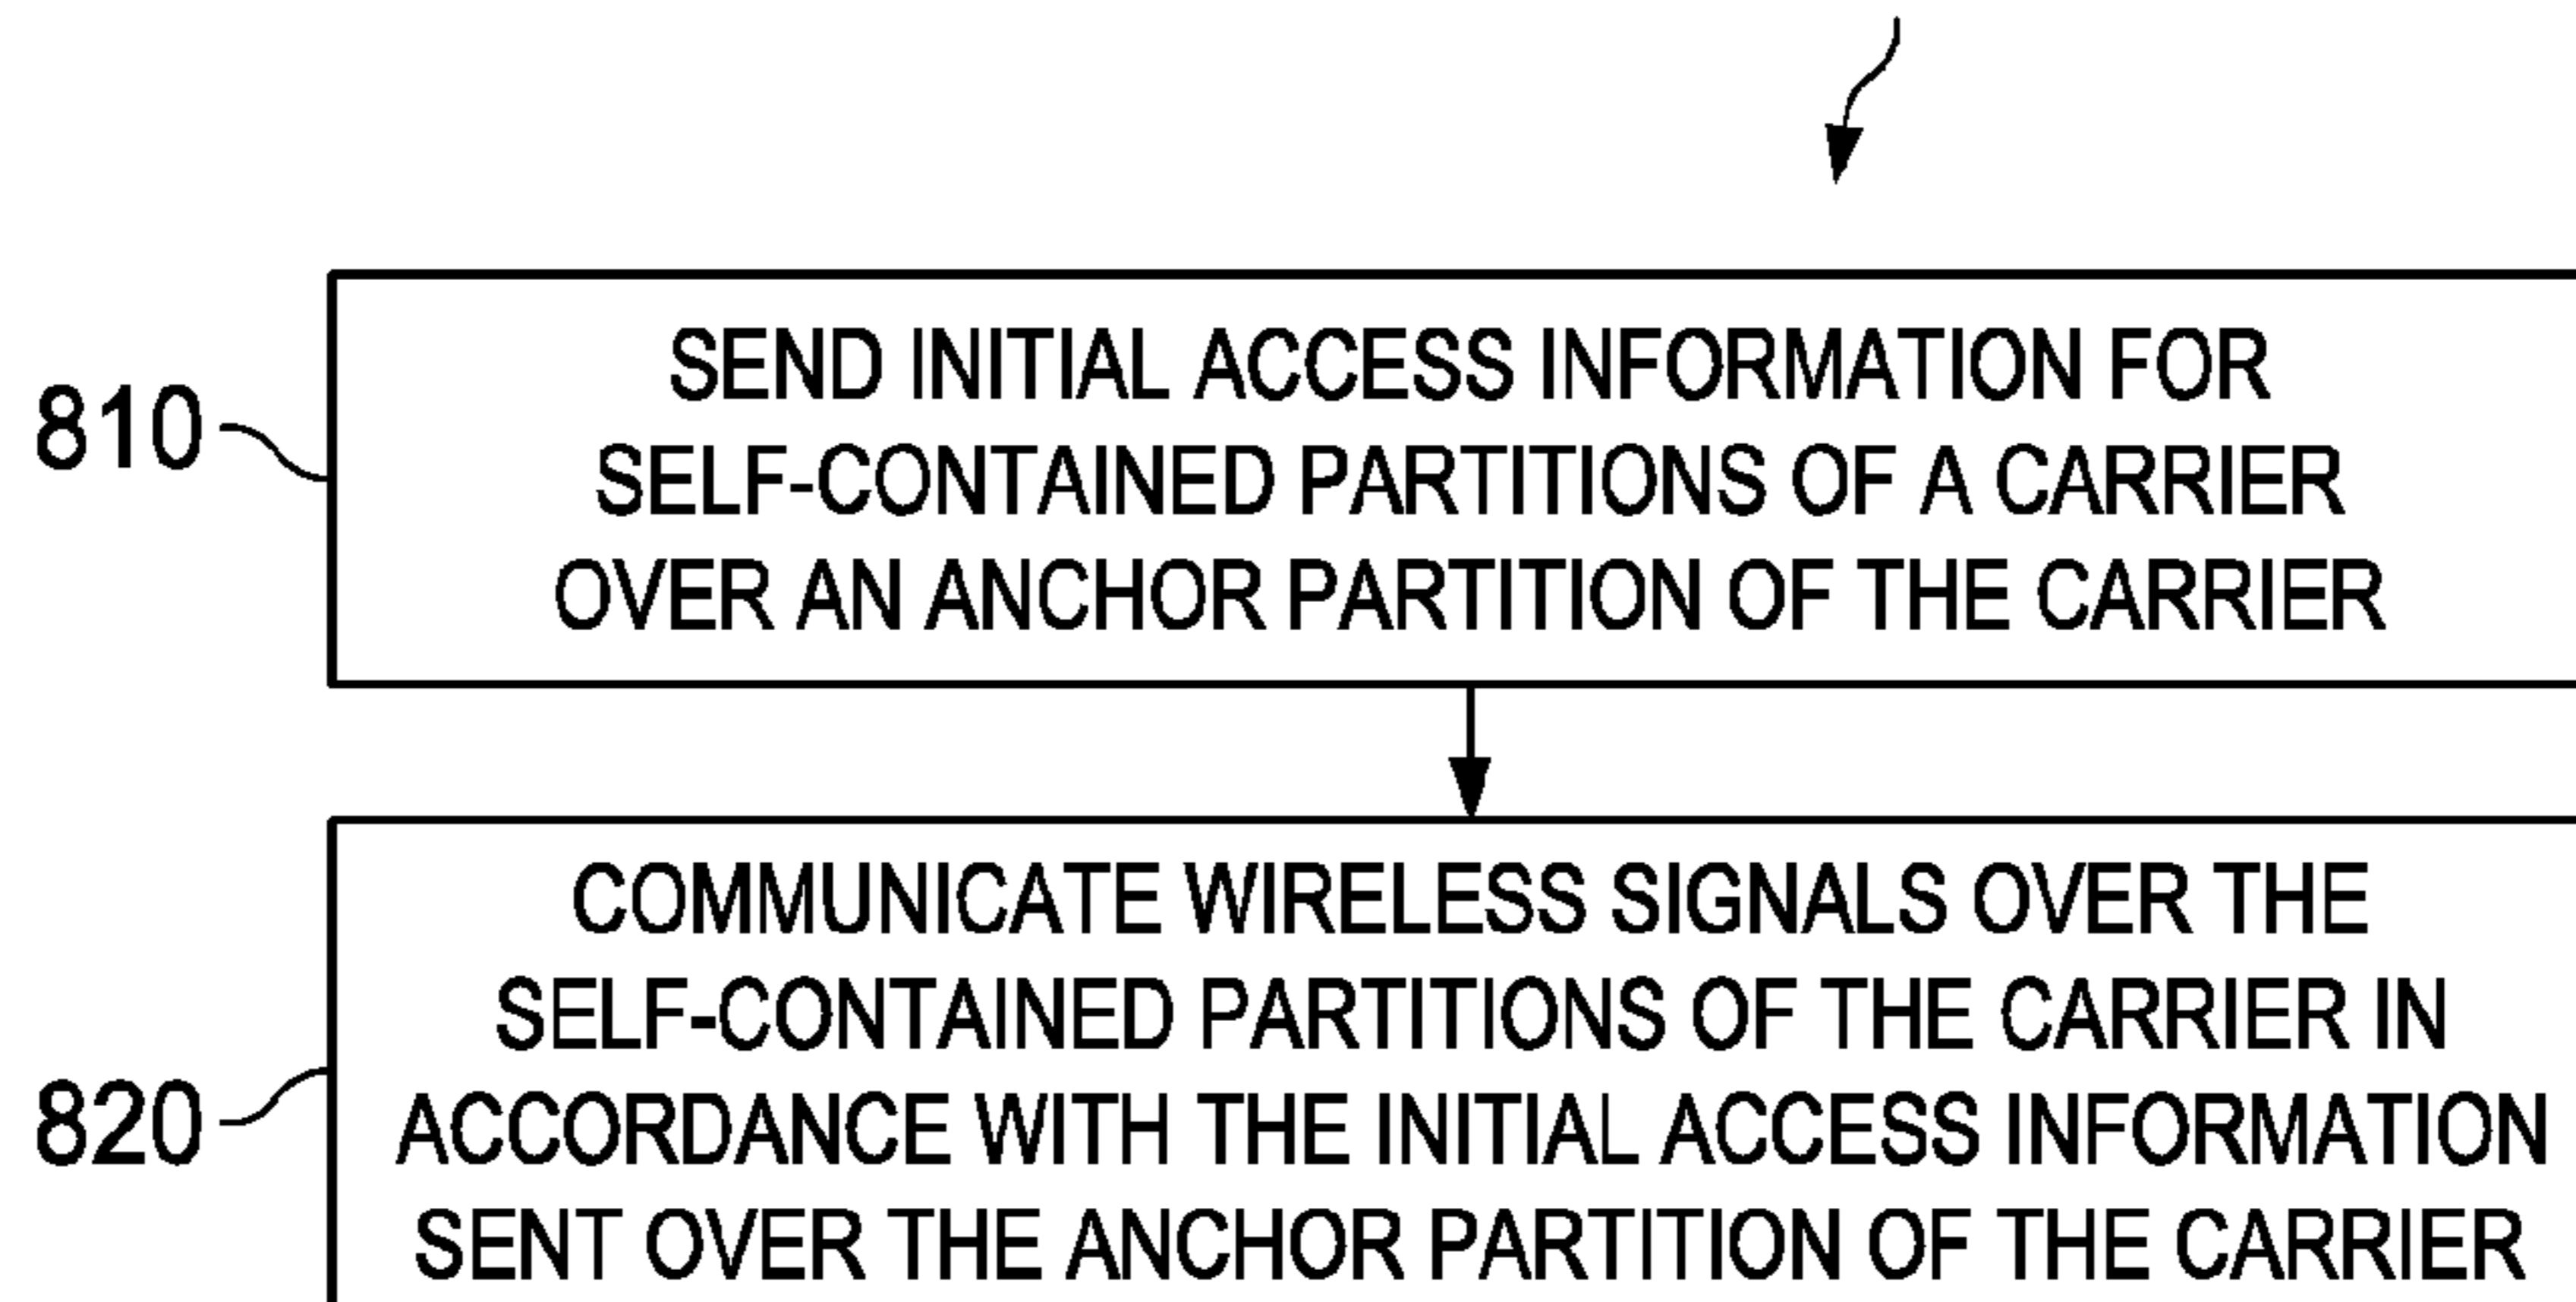 810
SEND INITIAL ACCESS INFORMATION FOR
SELF-CONTAINED PARTITIONS OF A CARRIER
OVER AN ANCHOR PARTITION OF THE CARRIER
820
COMMUNICATE WIRELESS SIGNALS OVER THE
SELF-CONTAINED PARTITIONS OF THE CARRIER IN
ACCORDANCE WITH THE INITIAL ACCESS INFORMATION
SENT OVER THE ANCHOR PARTITION OF THE CARRIER